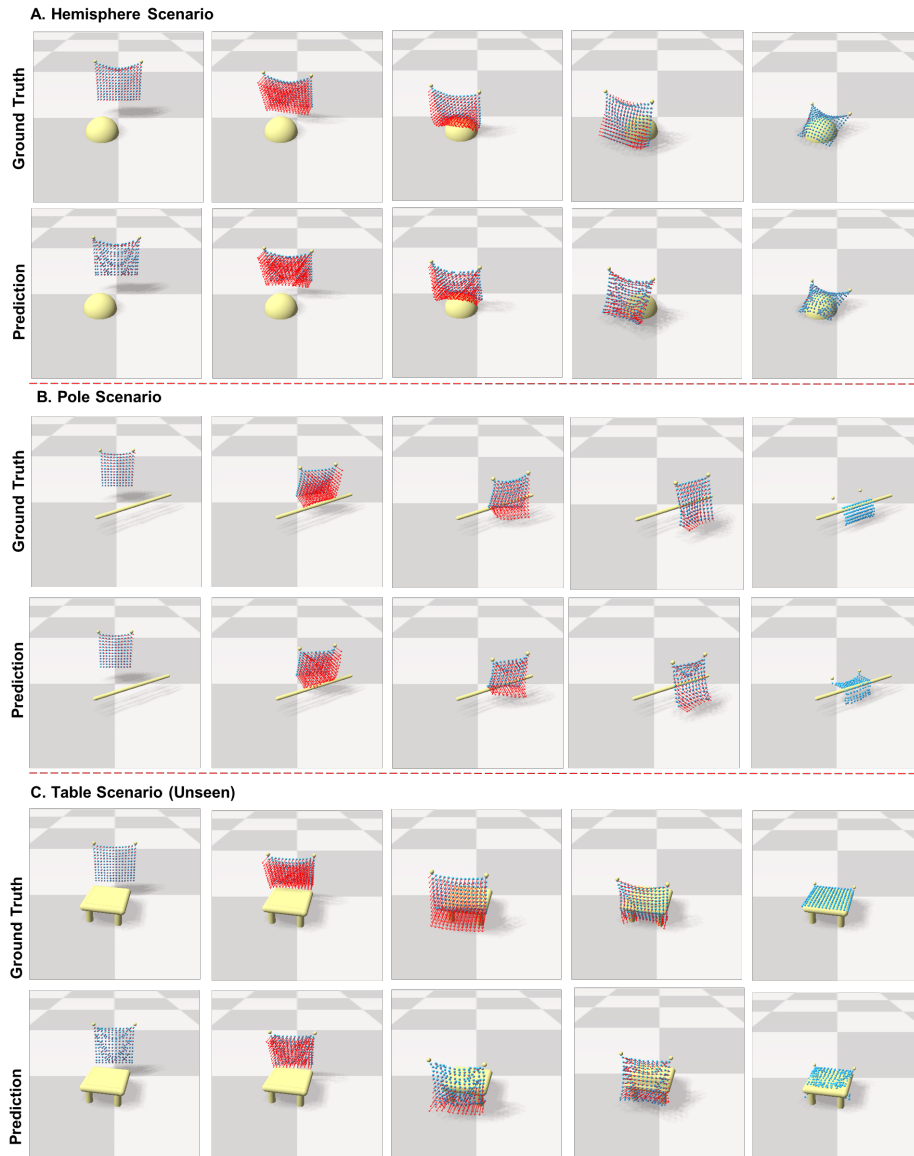 A. Hemisphere Scenario
Ground Truth
Prediction
B. Pole Scenario
Ground Truth
Prediction
C. Table Scenario (Unseen)
Ground Truth
Prediction